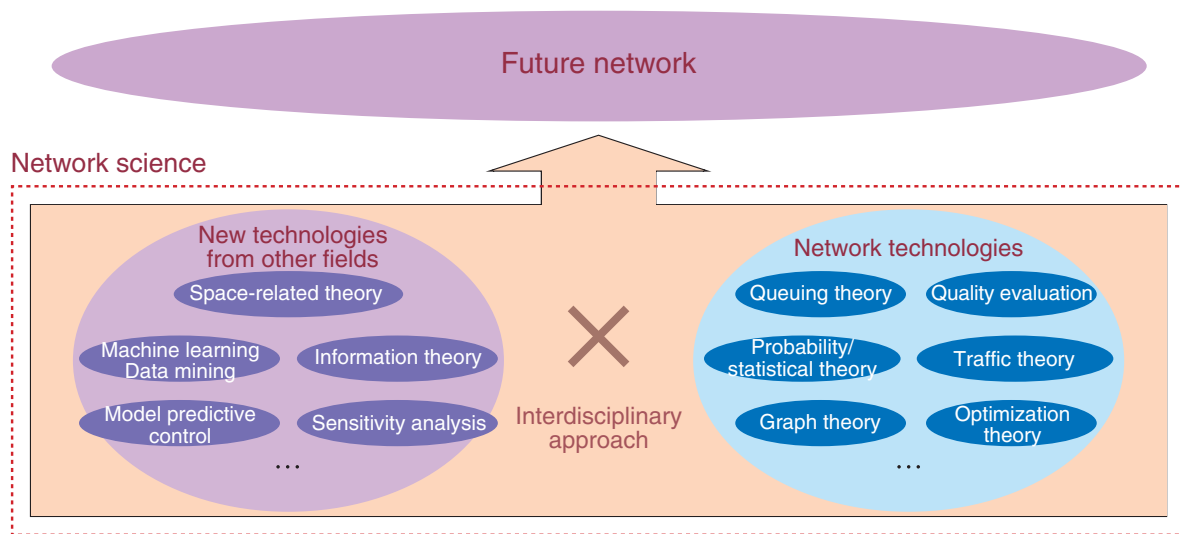 Future network
Network science
New technologies
from other fields
Space-related theory
Machine learning
Data mining
Information theory
Model predictive
control
Sensitivity analysis
...
Interdisciplinary
approach
Network technologies
Queuing theory
Quality evaluation
Probability/
statistical theory
Traffic theory
Graph theory
Optimization
theory
...